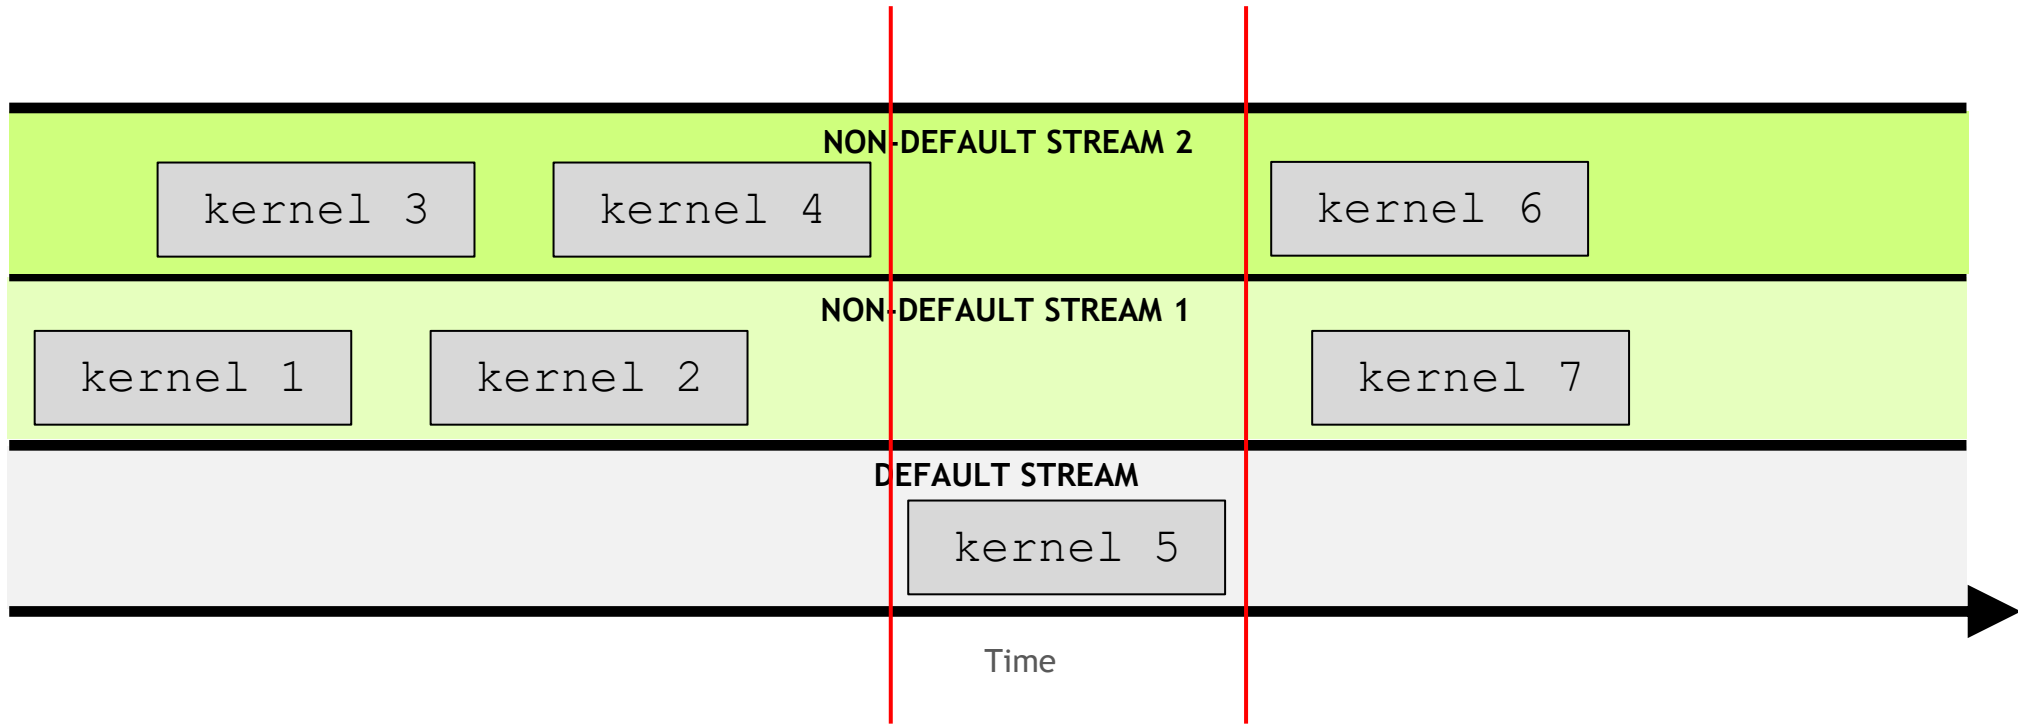 NON-DEFAULT STREAM 2
kernel 3
kernel 4
kernel 6
NON-DEFAULT STREAM 1
kernel 1
kernel 2
kernel 7
DEFAULT STREAM
kernel 5
Time